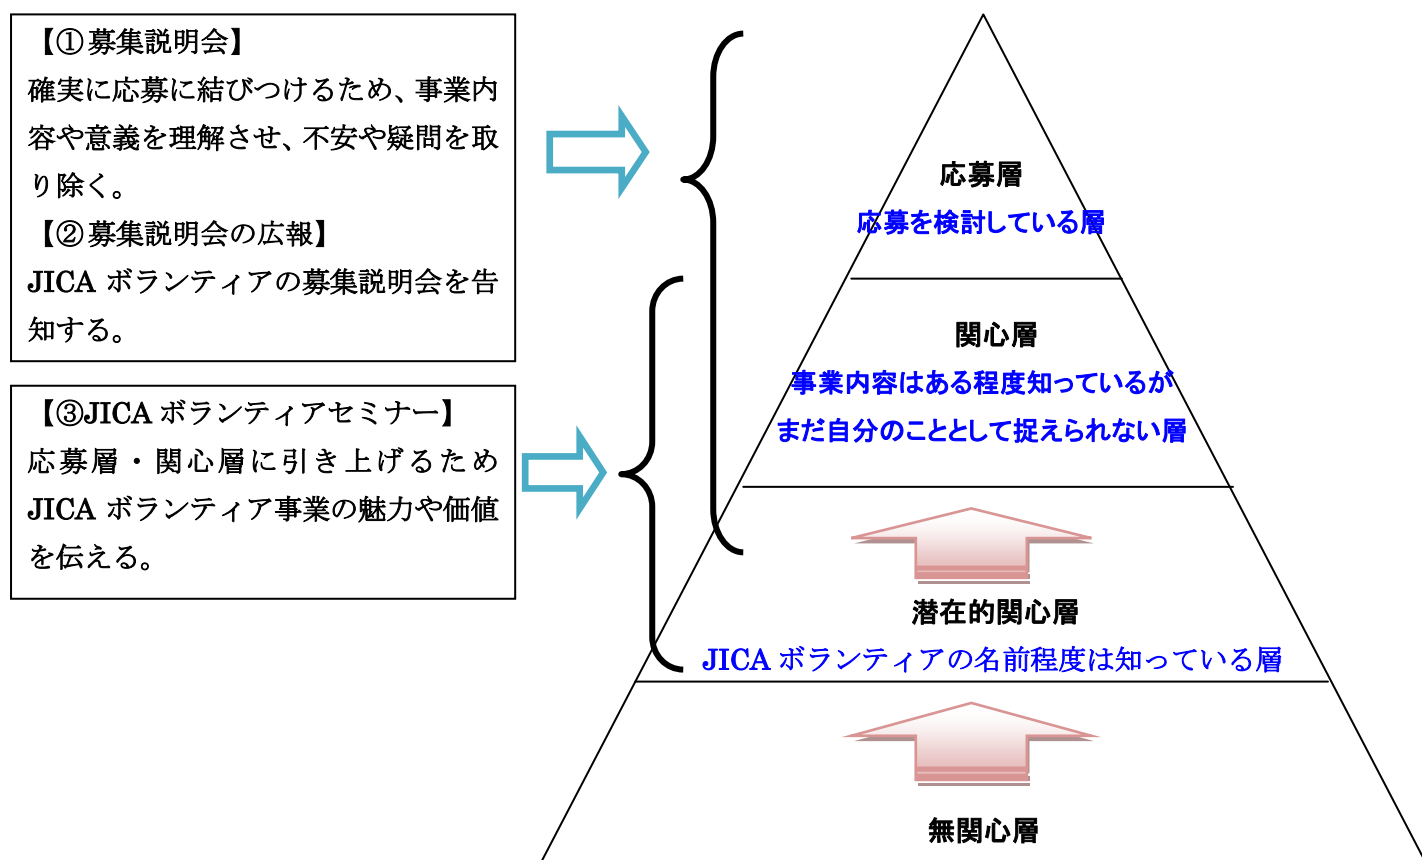 【①募集説明会】
確実に応募に結びつけるため、事業内
容や意義を理解させ、不安や疑問を取
り除く。
【②募集説明会の広報】
JICA ボランティアの募集説明会を告
知する。
【③JICA ボランティアセミナー】
応募層・関心層に引き上げるため
JICA ボランティア事業の魅力や価値
を伝える。
応募層
応募を検討している層
関心層
事業内容はある程度知っているが
まだ自分のこととして捉えられない層
潜在的関心層
JICA ボランティアの名前程度は知っている層
無関心層